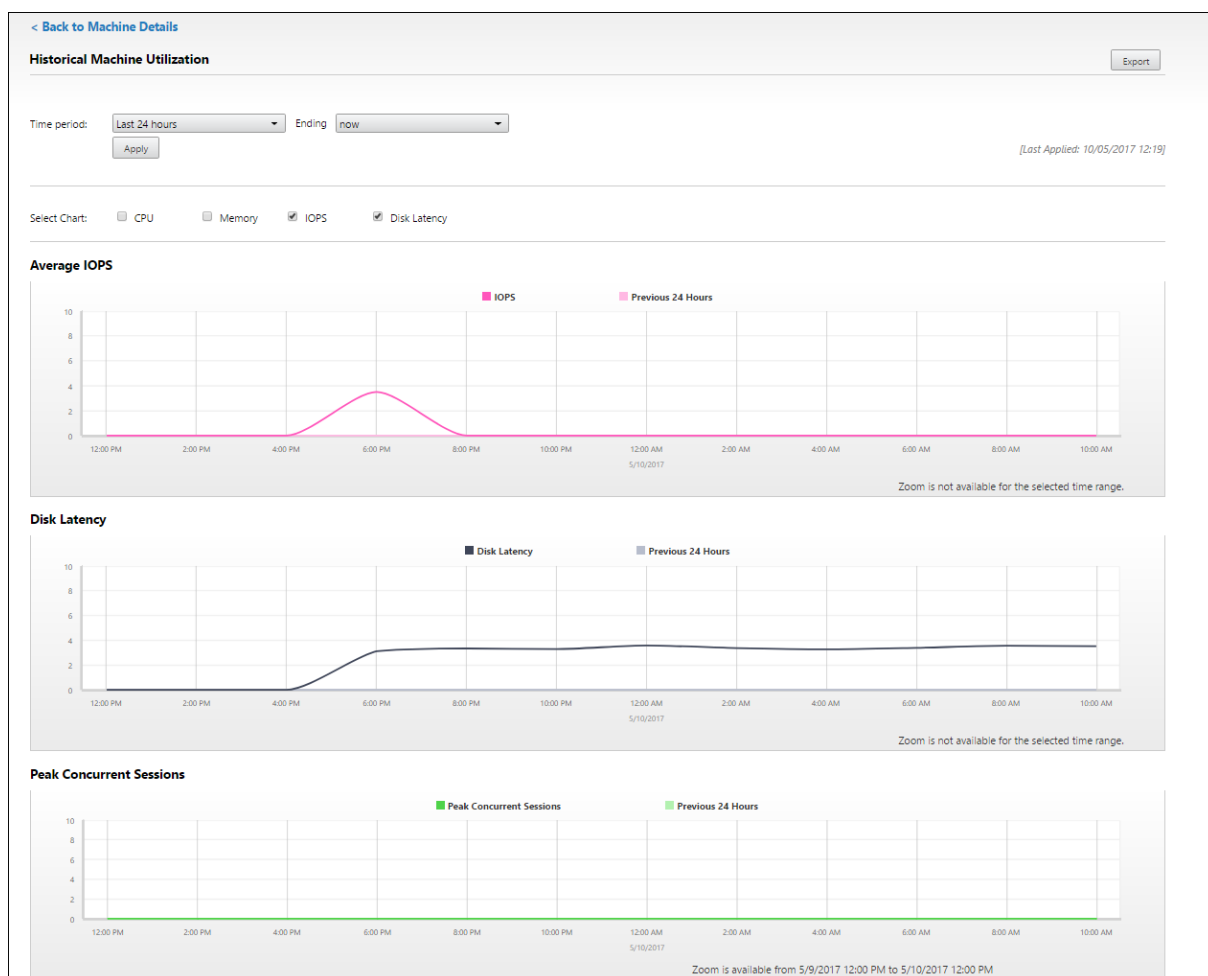 < Back to Machine Details
Historical Machine Utilization
Export
Time period: Last 24 hours Ending now
Apply
[Last Applied: 10/05/2017 12:19]
Select Chart: CPU Memory IOPS Disk Latency
Average IOPS
IOPS Previous 24 Hours
10
8
6
4
2
0
12:00 PM 2:00 PM 4:00 PM 6:00 PM 8:00 PM 10:00 PM 12:00 AM 2:00 AM 4:00 AM 6:00 AM 8:00 AM 10:00 AM
5/10/2017
Zoom is not available for the selected time range.
Disk Latency
Disk Latency Previous 24 Hours
10
8
6
4
2
0
12:00 PM 2:00 PM 4:00 PM 6:00 PM 8:00 PM 10:00 PM 12:00 AM 2:00 AM 4:00 AM 6:00 AM 8:00 AM 10:00 AM
5/10/2017
Zoom is not available for the selected time range.
Peak Concurrent Sessions
Peak Concurrent Sessions Previous 24 Hours
10
8
6
4
2
0
12:00 PM 2:00 PM 4:00 PM 6:00 PM 8:00 PM 10:00 PM 12:00 AM 2:00 AM 4:00 AM 6:00 AM 8:00 AM 10:00 AM
5/10/2017
Zoom is available from 5/9/2017 12:00 PM to 5/10/2017 12:00 PM